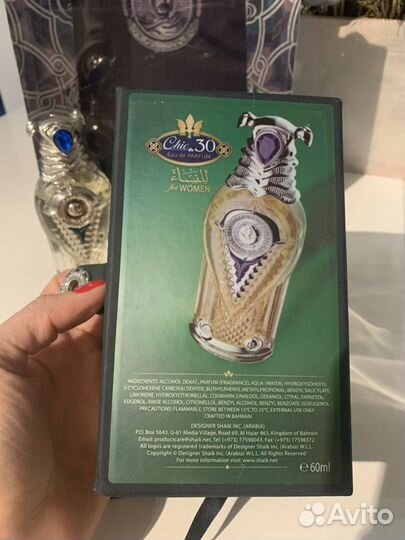 Chic 30
Eau de PARFUM
للنساء
for WOMEN
INGREDIENTS: ALCOHOL DENAT., PARFUM (FRAGRANCE), AQUA (WATER), HYDROXYISOHEXYL
3-CYCLOHEXENE CARBOXALDEHYDE, BUTHYLPHENYL METHYLPROPIONAL, BENZYL SALICYLATE,
LIMONENE, HYDROXYCITRONELLAL, COUMARIN, LINALOOL, GERANIOL, CITRAL, FARNESOL,
EUGENOL, ANISE ALCOHOL, CITRONELLOL, BENZYL ALCOHOL, BENZYL BENZOATE, ISOEUGENOL.
PRECAUTIONS: FLAMMABLE, STORE BETWEEN 15°C TO 25°C, EXTERNAL USE ONLY
CRAFTED IN BAHRAIN
DESIGNER SHAIK INC. (ARABIA)
P.O. Box 5643, G-61 Media Village, Road 69, Al Hajar 463, Kingdom of Bahrain
Email: productcare@shaik.net, Tel: (+973) 17598043, Fax: (+973) 17598372
All logos are registered trademarks of Designer Shaik Inc. (Arabia) W.L.L.
Copyright © Designer Shaik Inc. (Arabia) W.L.L. All Rights Reserved
For more information visit www.shaik.net
60ml
Avito